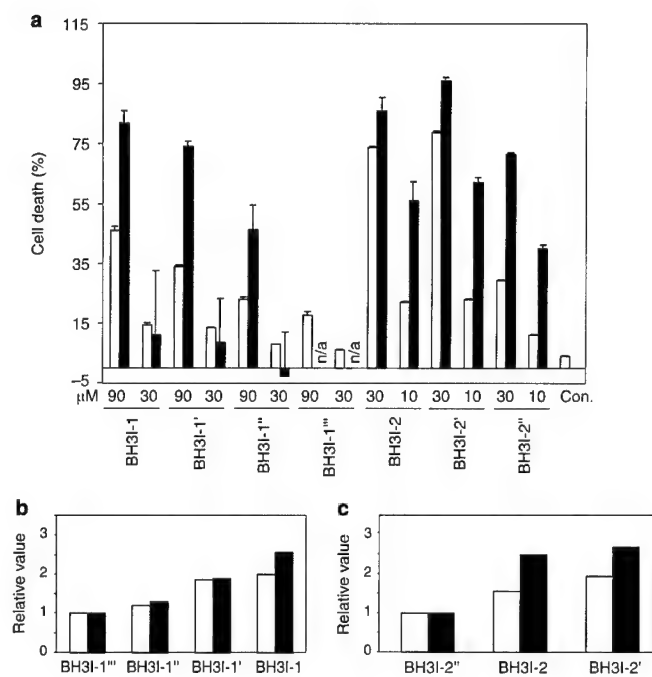 a
115
95
75
55
35
15
−5
Cell death (%)
n/a
n/a
μM 90 30 90 30 90 30 90 30 30 10 30 10 30 10 Con.
BH3I-1 BH3I-1' BH3I-1" BH3I-1''' BH3I-2 BH3I-2' BH3I-2"
b
Relative value
3
2
1
0
BH3I-1''' BH3I-1" BH3I-1' BH3I-1
c
Relative value
3
2
1
0
BH3I-2" BH3I-2 BH3I-2'